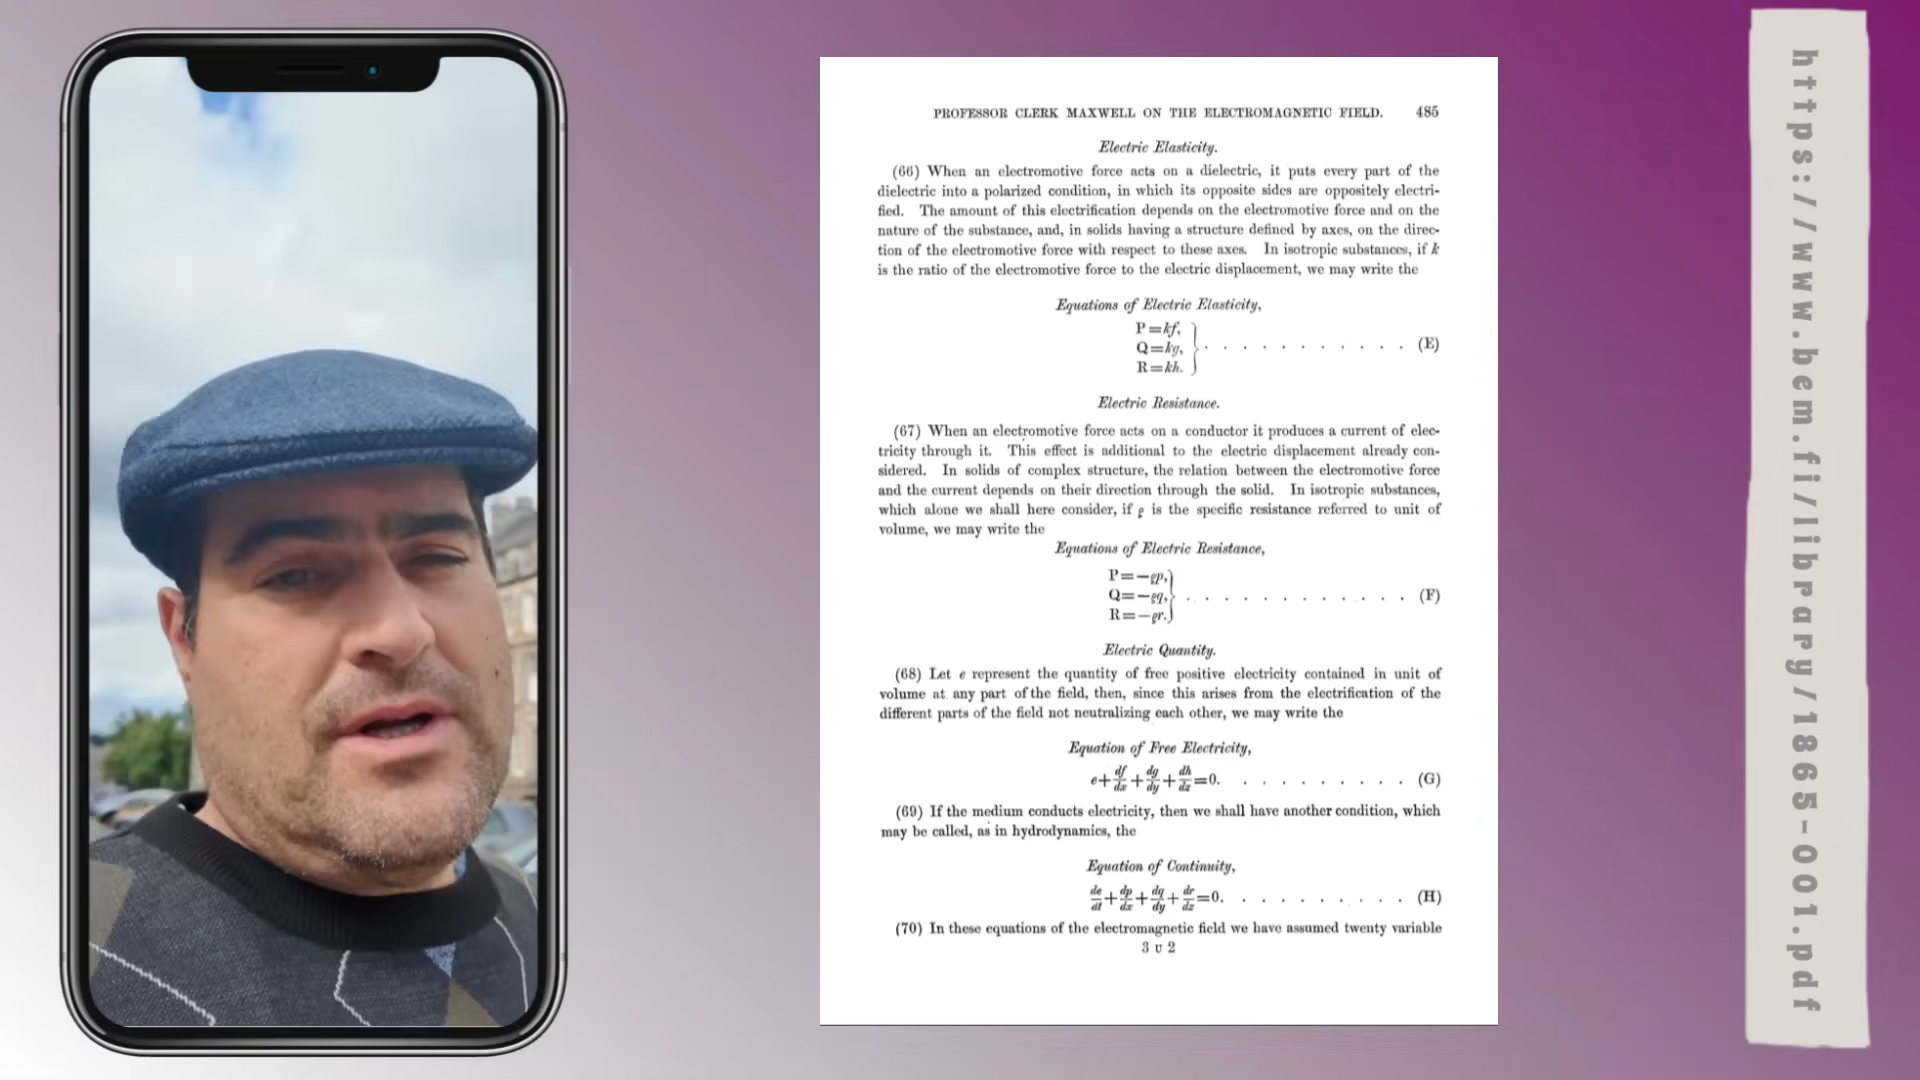 PROFESSOR CLERK MAXWELL ON THE ELECTROMAGNETIC FIELD. 485
Electric Elasticity.
(66) When an electromotive force acts on a dielectric, it puts every part of the
dielectric into a polarized condition, in which its opposite sides are oppositely electri-
fied. The amount of this electrification depends on the electromotive force and on the
nature of the substance, and, in solids having a structure defined by axes, on the direc-
tion of the electromotive force with respect to these axes. In isotropic substances, if k
is the ratio of the electromotive force to the electric displacement, we may write the
Equations of Electric Elasticity,
P=kf,
Q=kg,
R=kh.
(E)
Electric Resistance.
(67) When an electromotive force acts on a conductor it produces a current of elec-
tricity through it. This effect is additional to the electric displacement already con-
sidered. In solids of complex structure, the relation between the electromotive force
and the current depends on their direction through the solid. In isotropic substances,
which alone we shall here consider, if ρ is the specific resistance referred to unit of
volume, we may write the
Equations of Electric Resistance,
P=−ρp,
Q=−ρq,
R=−ρr.
(F)
Electric Quantity.
(68) Let e represent the quantity of free positive electricity contained in unit of
volume at any part of the field, then, since this arises from the electrification of the
different parts of the field not neutralizing each other, we may write the
Equation of Free Electricity,
e+df/dx+dg/dy+dh/dz=0. (G)
(69) If the medium conducts electricity, then we shall have another condition, which
may be called, as in hydrodynamics, the
Equation of Continuity,
de/dt+dp/dx+dq/dy+dr/dz=0. (H)
(70) In these equations of the electromagnetic field we have assumed twenty variable
3 U 2
https://www.bem.fi/library/1865-001.pdf